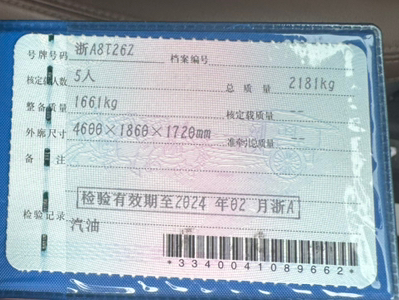 号牌号码 浙A8T26Z 档案编号
核定载人数 5人 总质量 2181kg
整备质量 1661kg 核定载质量 --
外廓尺寸 4600×1860×1720mm 准牵引总质量 --
备注
检验有效期至2024年02月浙A
检验记录
汽油
*3340041089662*